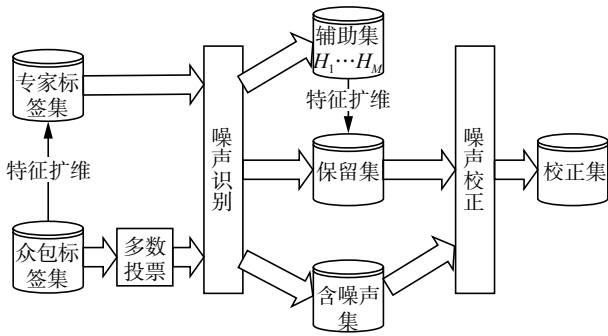 专家标
签集
特征扩维
众包标
签集
多数
投票
噪声识别
辅助集
H₁⋯H_M
特征扩维
保留集
含噪声
集
噪声校正
校正集